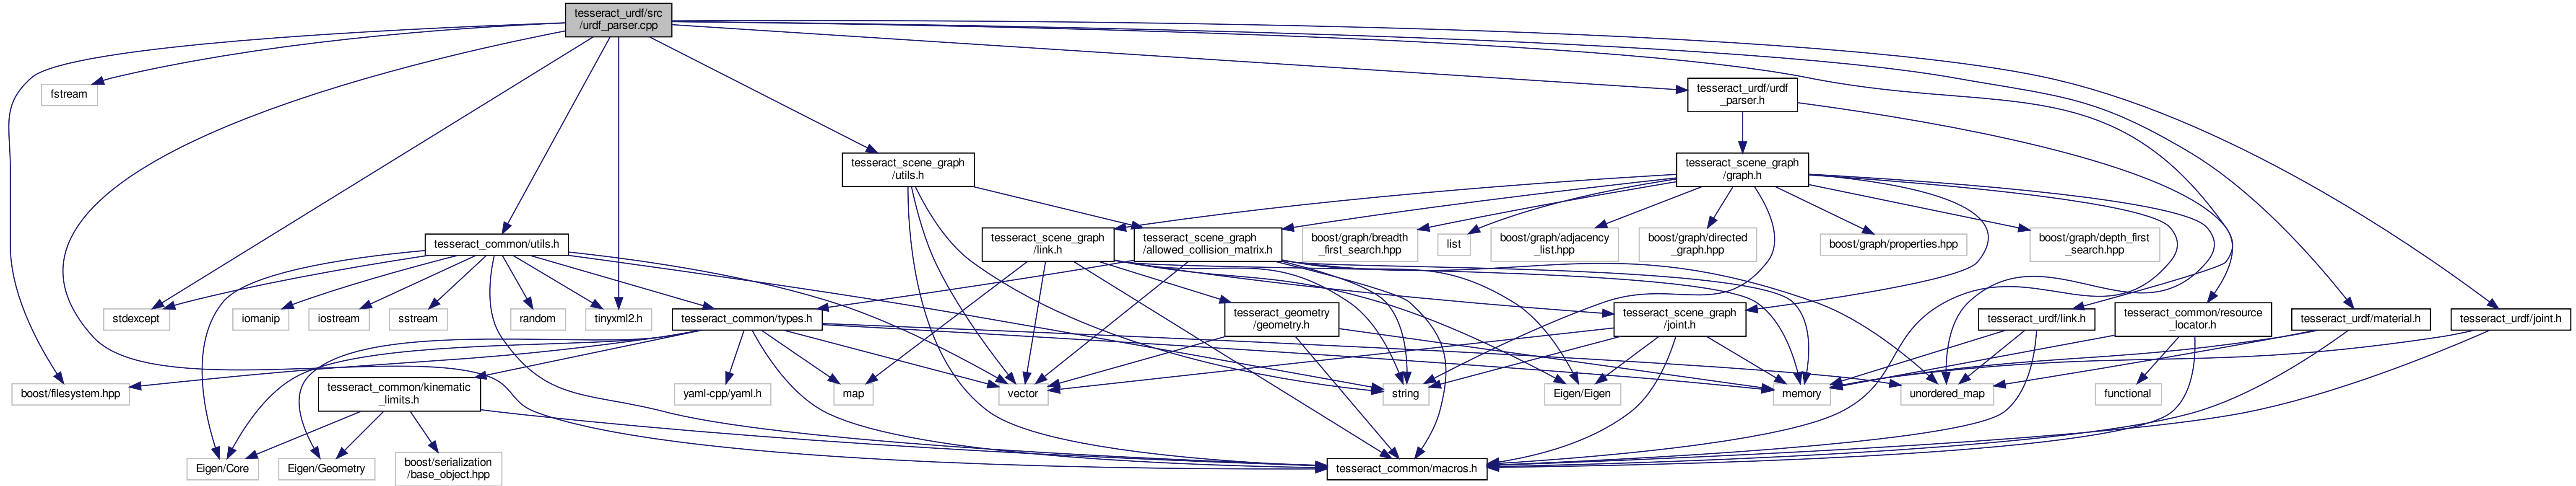 tesseract_urdf/src
/urdf_parser.cpp
fstream
tesseract_urdf/urdf
_parser.h
tesseract_scene_graph
/utils.h
tesseract_scene_graph
/graph.h
tesseract_common/utils.h
tesseract_scene_graph
/link.h
tesseract_scene_graph
/allowed_collision_matrix.h
boost/graph/breadth
_first_search.hpp
list
boost/graph/adjacency
_list.hpp
boost/graph/directed
_graph.hpp
boost/graph/properties.hpp
boost/graph/depth_first
_search.hpp
stdexcept
iomanip
iostream
sstream
random
tinyxml2.h
tesseract_common/types.h
tesseract_geometry
/geometry.h
tesseract_scene_graph
/joint.h
tesseract_urdf/link.h
tesseract_common/resource
_locator.h
tesseract_urdf/material.h
tesseract_urdf/joint.h
boost/filesystem.hpp
tesseract_common/kinematic
_limits.h
yaml-cpp/yaml.h
map
vector
string
Eigen/Eigen
memory
unordered_map
functional
Eigen/Core
Eigen/Geometry
boost/serialization
/base_object.hpp
tesseract_common/macros.h